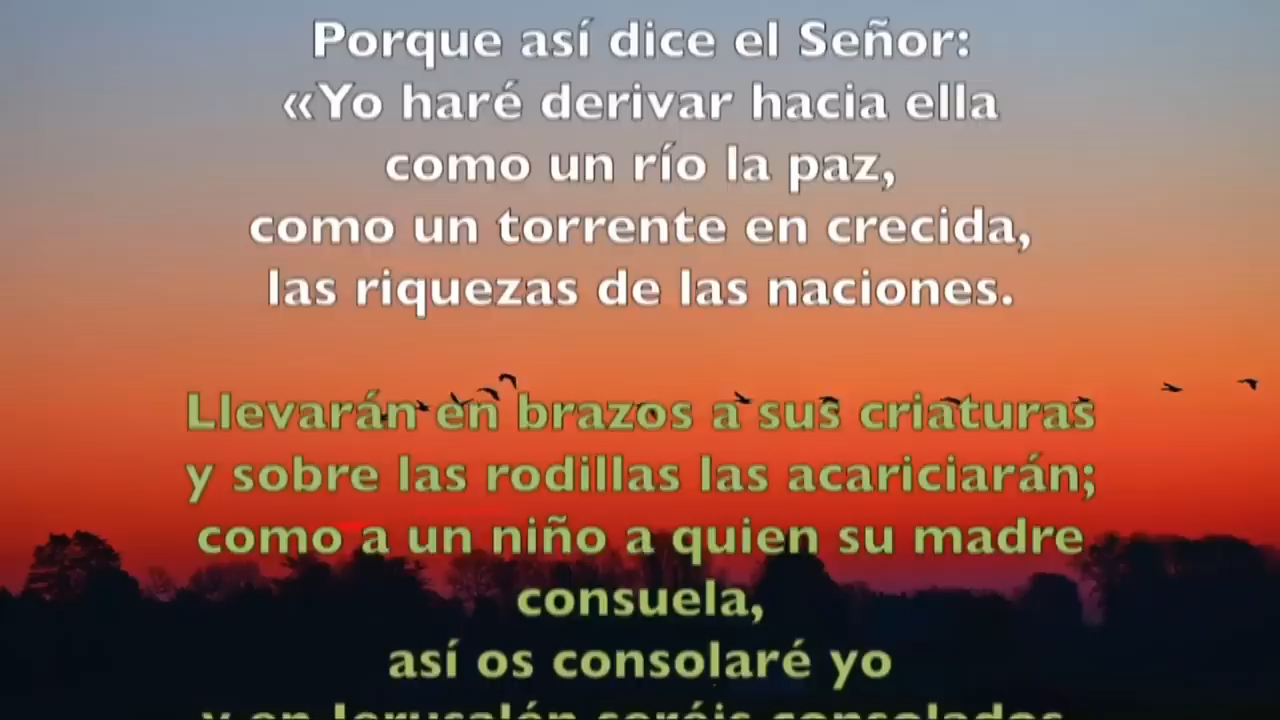 Porque así dice el Señor:
«Yo haré derivar hacia ella
como un río la paz,
como un torrente en crecida,
las riquezas de las naciones.
Llevarán en brazos a sus criaturas
y sobre las rodillas las acariciarán;
como a un niño a quien su madre
consuela,
así os consolaré yo
y en Jerusalén seréis consolados